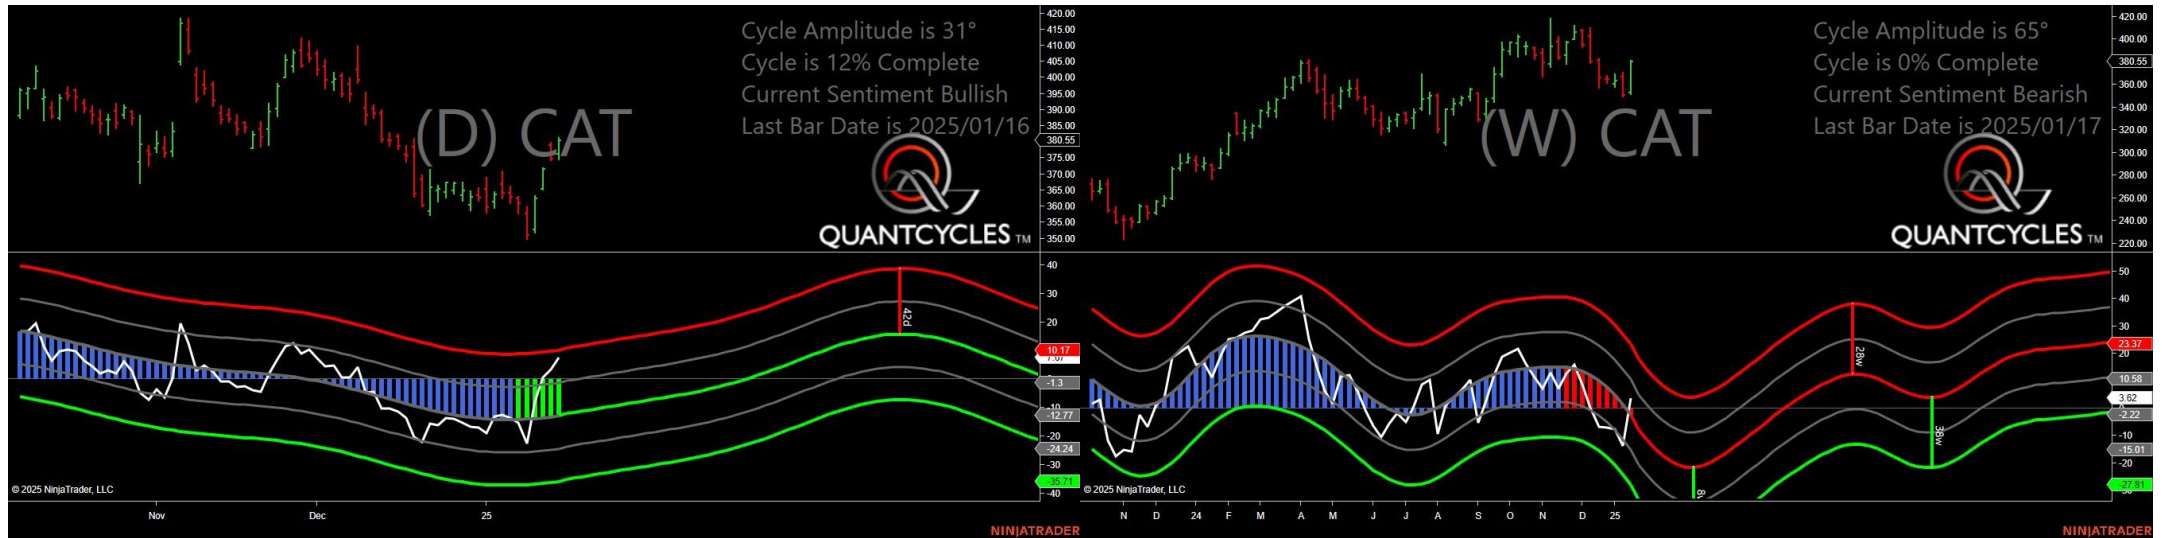 Cycle Amplitude is 31°
Cycle is 12% Complete
Current Sentiment Bullish
Last Bar Date is 2025/01/16
(D) CAT
QUANTCYCLES TM
420.00
415.00
410.00
405.00
400.00
395.00
390.00
385.00
380.55
375.00
370.00
365.00
360.00
355.00
350.00
40
30
20
10.17
-1.3
-12.77
-20
-24.24
-30
-35.71
-40
42d
© 2025 NinjaTrader, LLC
Nov Dec 25
NINJATRADER
Cycle Amplitude is 65°
Cycle is 0% Complete
Current Sentiment Bearish
Last Bar Date is 2025/01/17
(W) CAT
QUANTCYCLES TM
420.00
400.00
380.55
360.00
340.00
320.00
300.00
280.00
260.00
240.00
220.00
50
40
30
23.37
20
10.58
3.62
-2.22
-10
-15.01
-20
-27.81
28w
38w
© 2025 NinjaTrader, LLC
N D 24 F M A M J J A S O N D 25
NINJATRADER